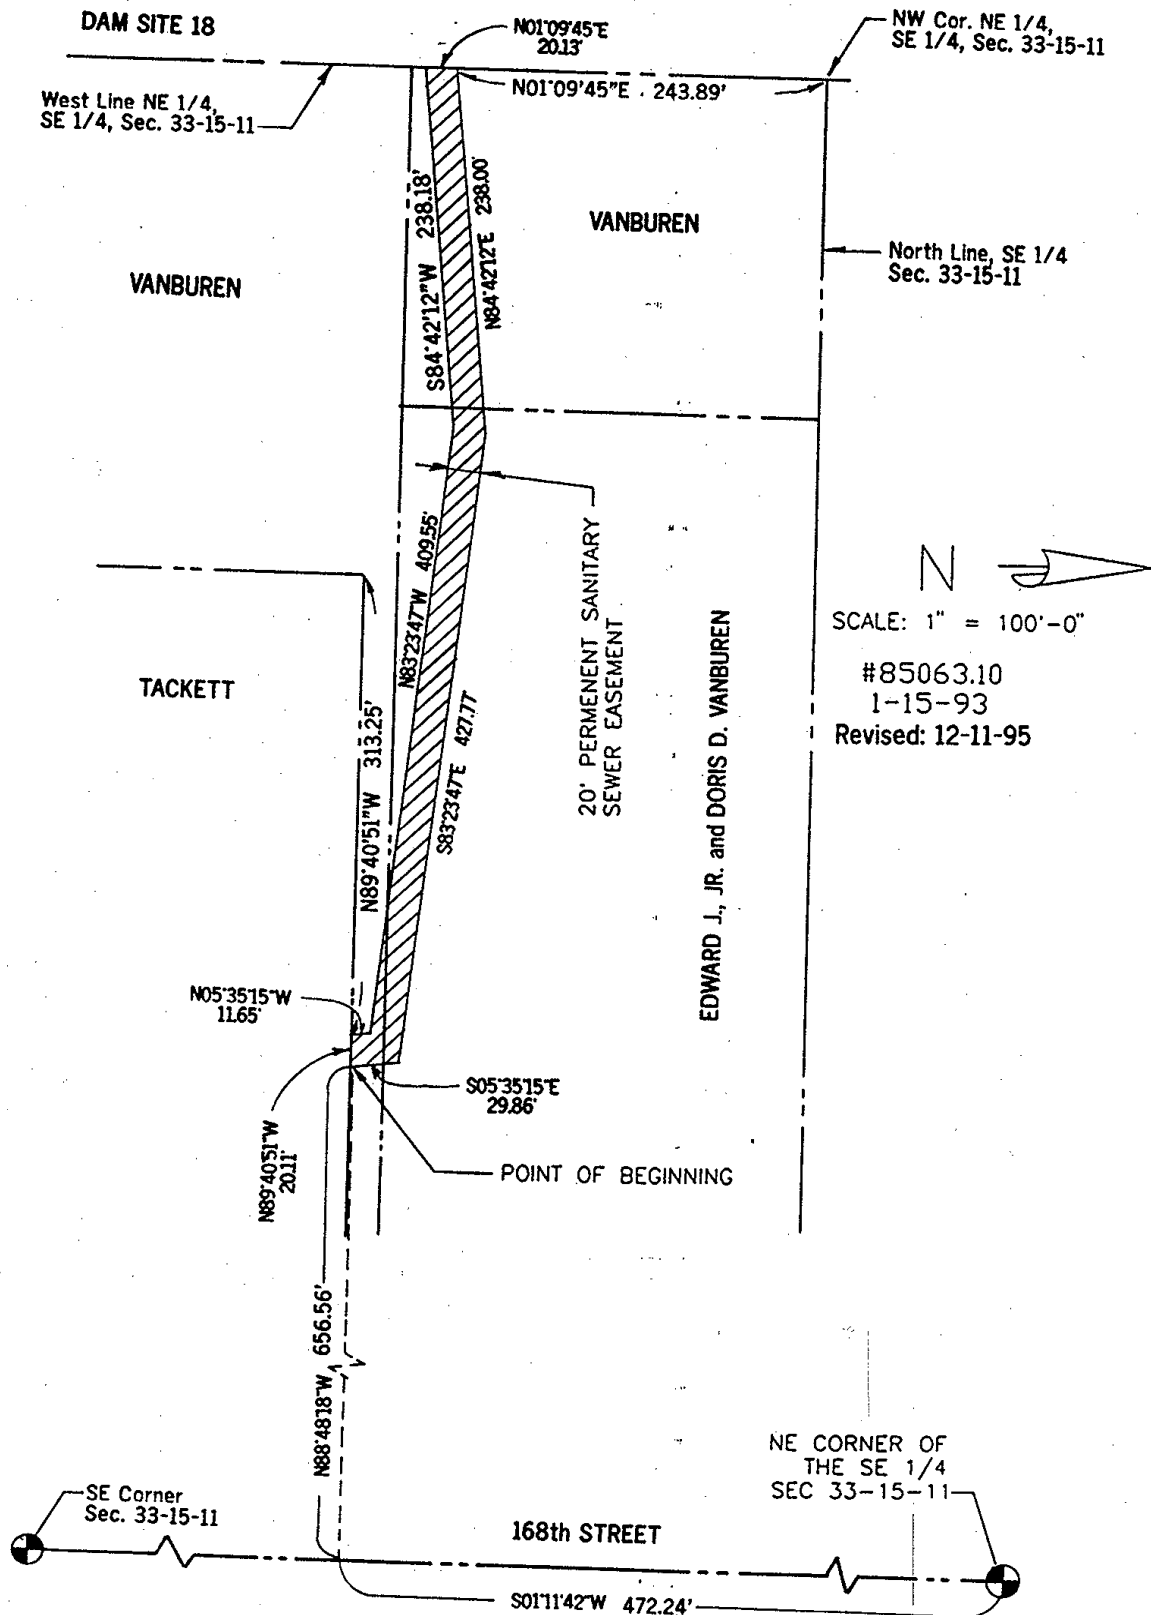 DAM SITE 18
N01°09'45"E
20.13'
NW Cor. NE 1/4,
SE 1/4, Sec. 33-15-11
West Line NE 1/4,
SE 1/4, Sec. 33-15-11
N01°09'45"E . 243.89'
S84°42'12"W 238.18'
N84°42'12"E 238.00'
VANBUREN
North Line, SE 1/4
Sec. 33-15-11
VANBUREN
N83°23'47"W 409.55'
20' PERMENENT SANITARY
SEWER EASEMENT
N
SCALE: 1" = 100'-0"
#85063.10
1-15-93
Revised: 12-11-95
TACKETT
N89°40'51"W 313.25'
S83°23'47"E 427.77'
EDWARD J., JR. and DORIS D. VANBUREN
N05°35'15"W
11.65'
S05°35'15"E
29.86'
N89°40'51"W
20.11'
POINT OF BEGINNING
N88°48'18"W 656.56'
NE CORNER OF
THE SE 1/4
SEC 33-15-11
SE Corner
Sec. 33-15-11
168th STREET
S01°11'42"W 472.24'